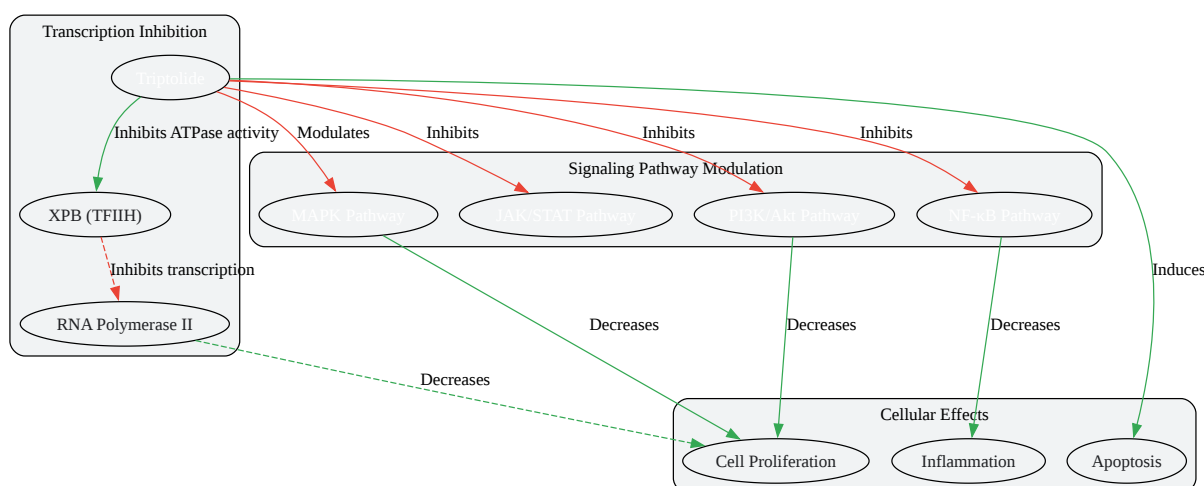 Transcription Inhibition
Triptolide
Inhibits ATPase activity
Modulates
Inhibits
Inhibits
Inhibits
Signaling Pathway Modulation
XPB (TFIIH)
MAPK Pathway
JAK-STAT Pathway
PI3K/Akt Pathway
NF-κB Pathway
Inhibits transcription
Induces
RNA Polymerase II
Decreases
Decreases
Decreases
Decreases
Cellular Effects
Cell Proliferation
Inflammation
Apoptosis